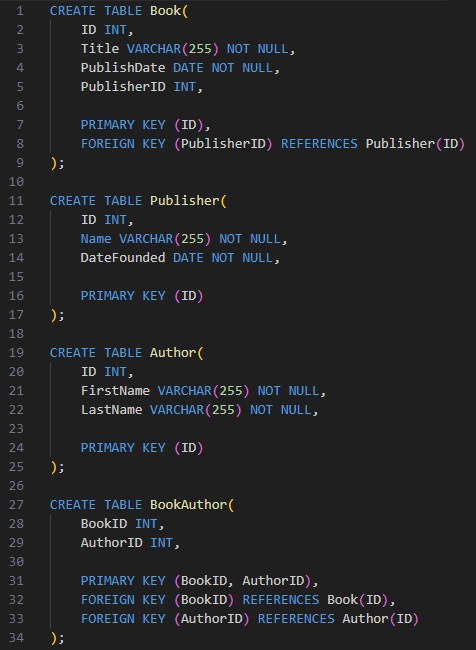 1 CREATE TABLE Book(
2 ID INT,
3 Title VARCHAR(255) NOT NULL,
4 PublishDate DATE NOT NULL,
5 PublisherID INT,
6
7 PRIMARY KEY (ID),
8 FOREIGN KEY (PublisherID) REFERENCES Publisher(ID)
9 );
10
11 CREATE TABLE Publisher(
12 ID INT,
13 Name VARCHAR(255) NOT NULL,
14 DateFounded DATE NOT NULL,
15
16 PRIMARY KEY (ID)
17 );
18
19 CREATE TABLE Author(
20 ID INT,
21 FirstName VARCHAR(255) NOT NULL,
22 LastName VARCHAR(255) NOT NULL,
23
24 PRIMARY KEY (ID)
25 );
26
27 CREATE TABLE BookAuthor(
28 BookID INT,
29 AuthorID INT,
30
31 PRIMARY KEY (BookID, AuthorID),
32 FOREIGN KEY (BookID) REFERENCES Book(ID),
33 FOREIGN KEY (AuthorID) REFERENCES Author(ID)
34 );